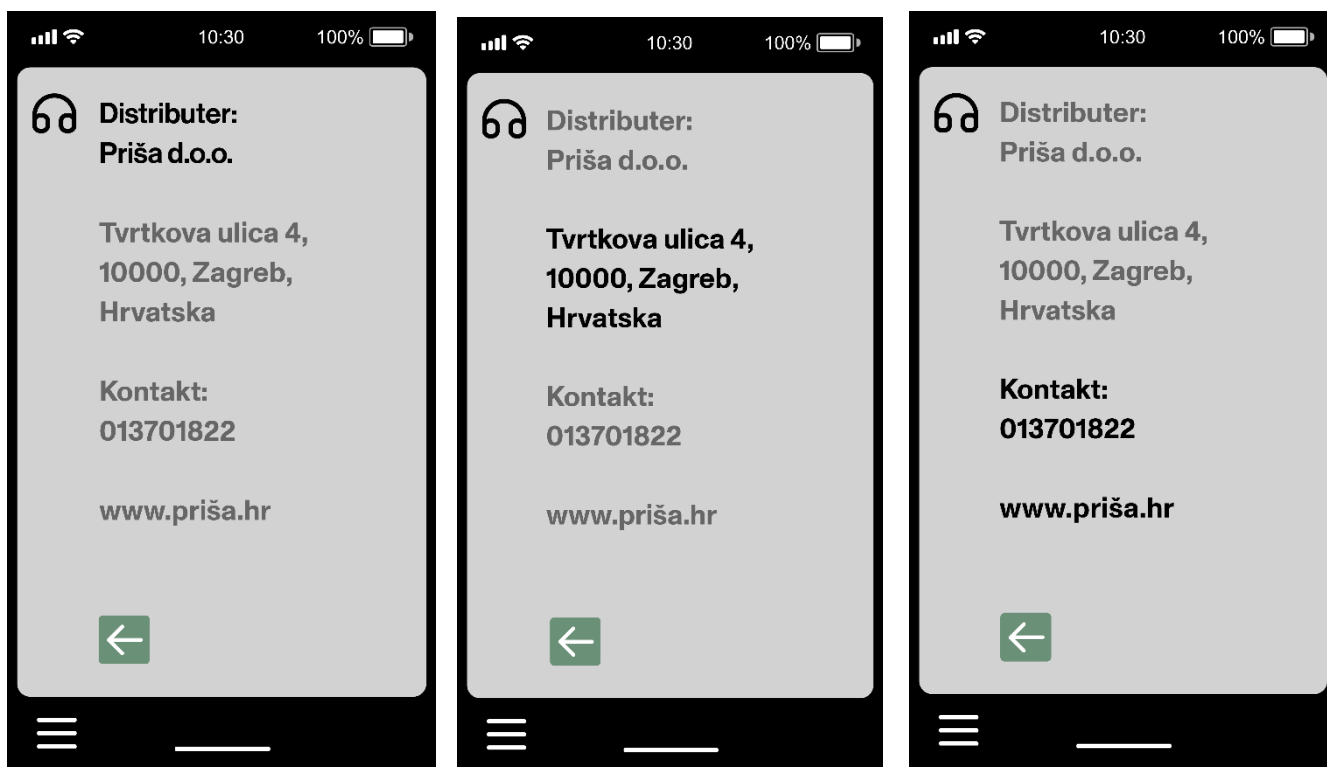 10:30 100%
Distributer:
Priša d.o.o.
Tvrtkova ulica 4,
10000, Zagreb,
Hrvatska
Kontakt:
013701822
www.priša.hr
10:30 100%
Distributer:
Priša d.o.o.
Tvrtkova ulica 4,
10000, Zagreb,
Hrvatska
Kontakt:
013701822
www.priša.hr
10:30 100%
Distributer:
Priša d.o.o.
Tvrtkova ulica 4,
10000, Zagreb,
Hrvatska
Kontakt:
013701822
www.priša.hr